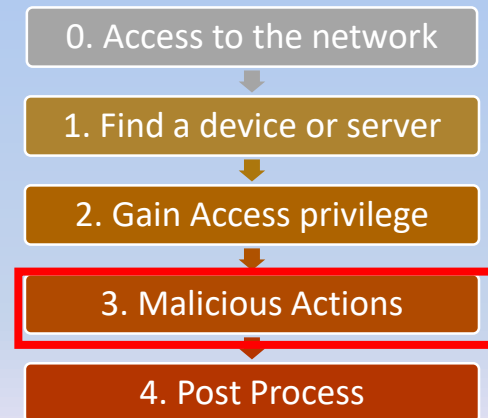 0. Access to the network
1. Find a device or server
2. Gain Access privilege
3. Malicious Actions
4. Post Process